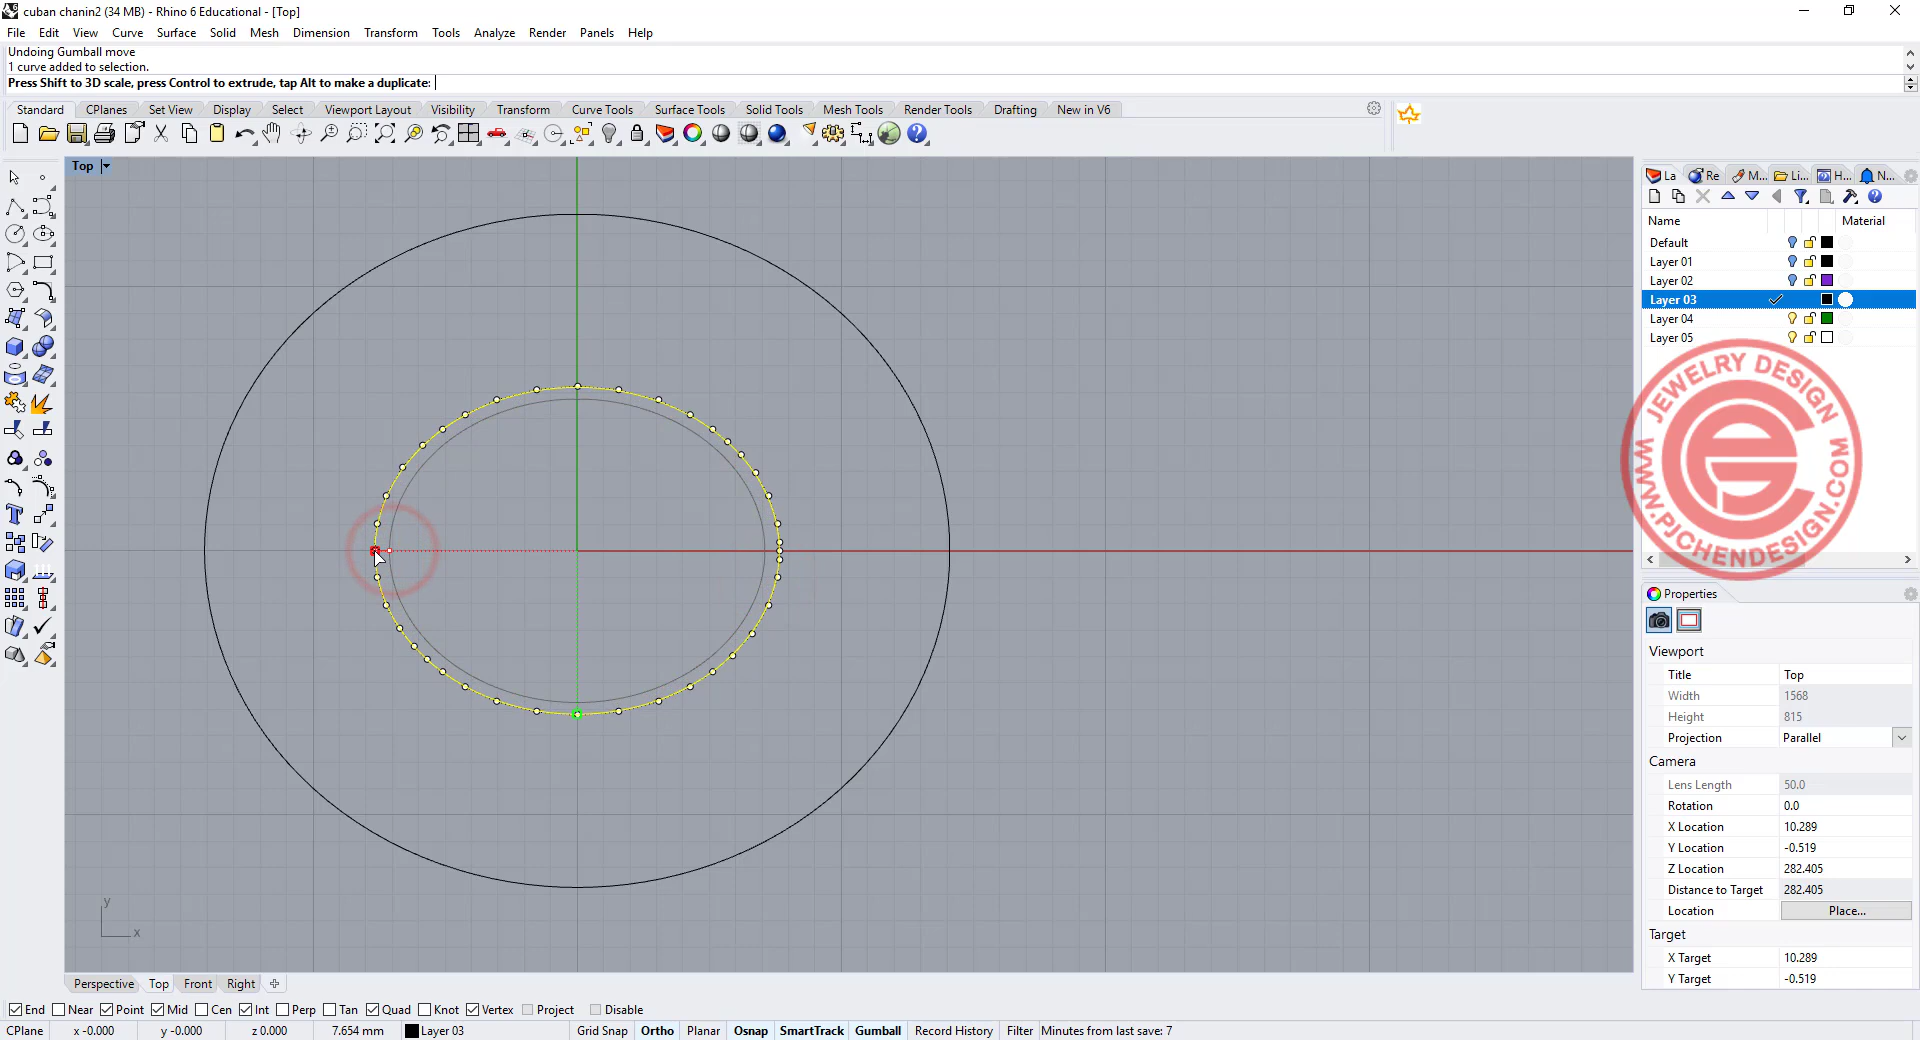 cuban chanin2 (34 MB) - Rhino 6 Educational - [Top]
File Edit View Curve Surface Solid Mesh Dimension Transform Tools Analyze Render Panels Help
Undoing Gumball move
1 curve added to selection.
Press Shift to 3D scale, press Control to extrude, tap Alt to make a duplicate:
Standard CPlanes Set View Display Select Viewport Layout Visibility Transform Curve Tools Surface Tools Solid Tools Mesh Tools Render Tools Drafting New in V6
Top
La Re M... Li... H... N...
Name Material
Default
Layer 01
Layer 02
Layer 03
Layer 04
Layer 05
JEWELRY DESIGN
WWW.PJCHENDESIGN.COM
Properties
Viewport
Title Top
Width 1568
Height 815
Projection Parallel
Camera
Lens Length 50.0
Rotation 0.0
X Location 10.289
Y Location -0.519
Z Location 282.405
Distance to Target 282.405
Location Place...
Target
X Target 10.289
Y Target -0.519
y
x
Perspective Top Front Right
End Near Point Mid Cen Int Perp Tan Quad Knot Vertex Project Disable
CPlane x -0.000 y -0.000 z 0.000 7.654 mm Layer 03 Grid Snap Ortho Planar Osnap SmartTrack Gumball Record History Filter Minutes from last save: 7